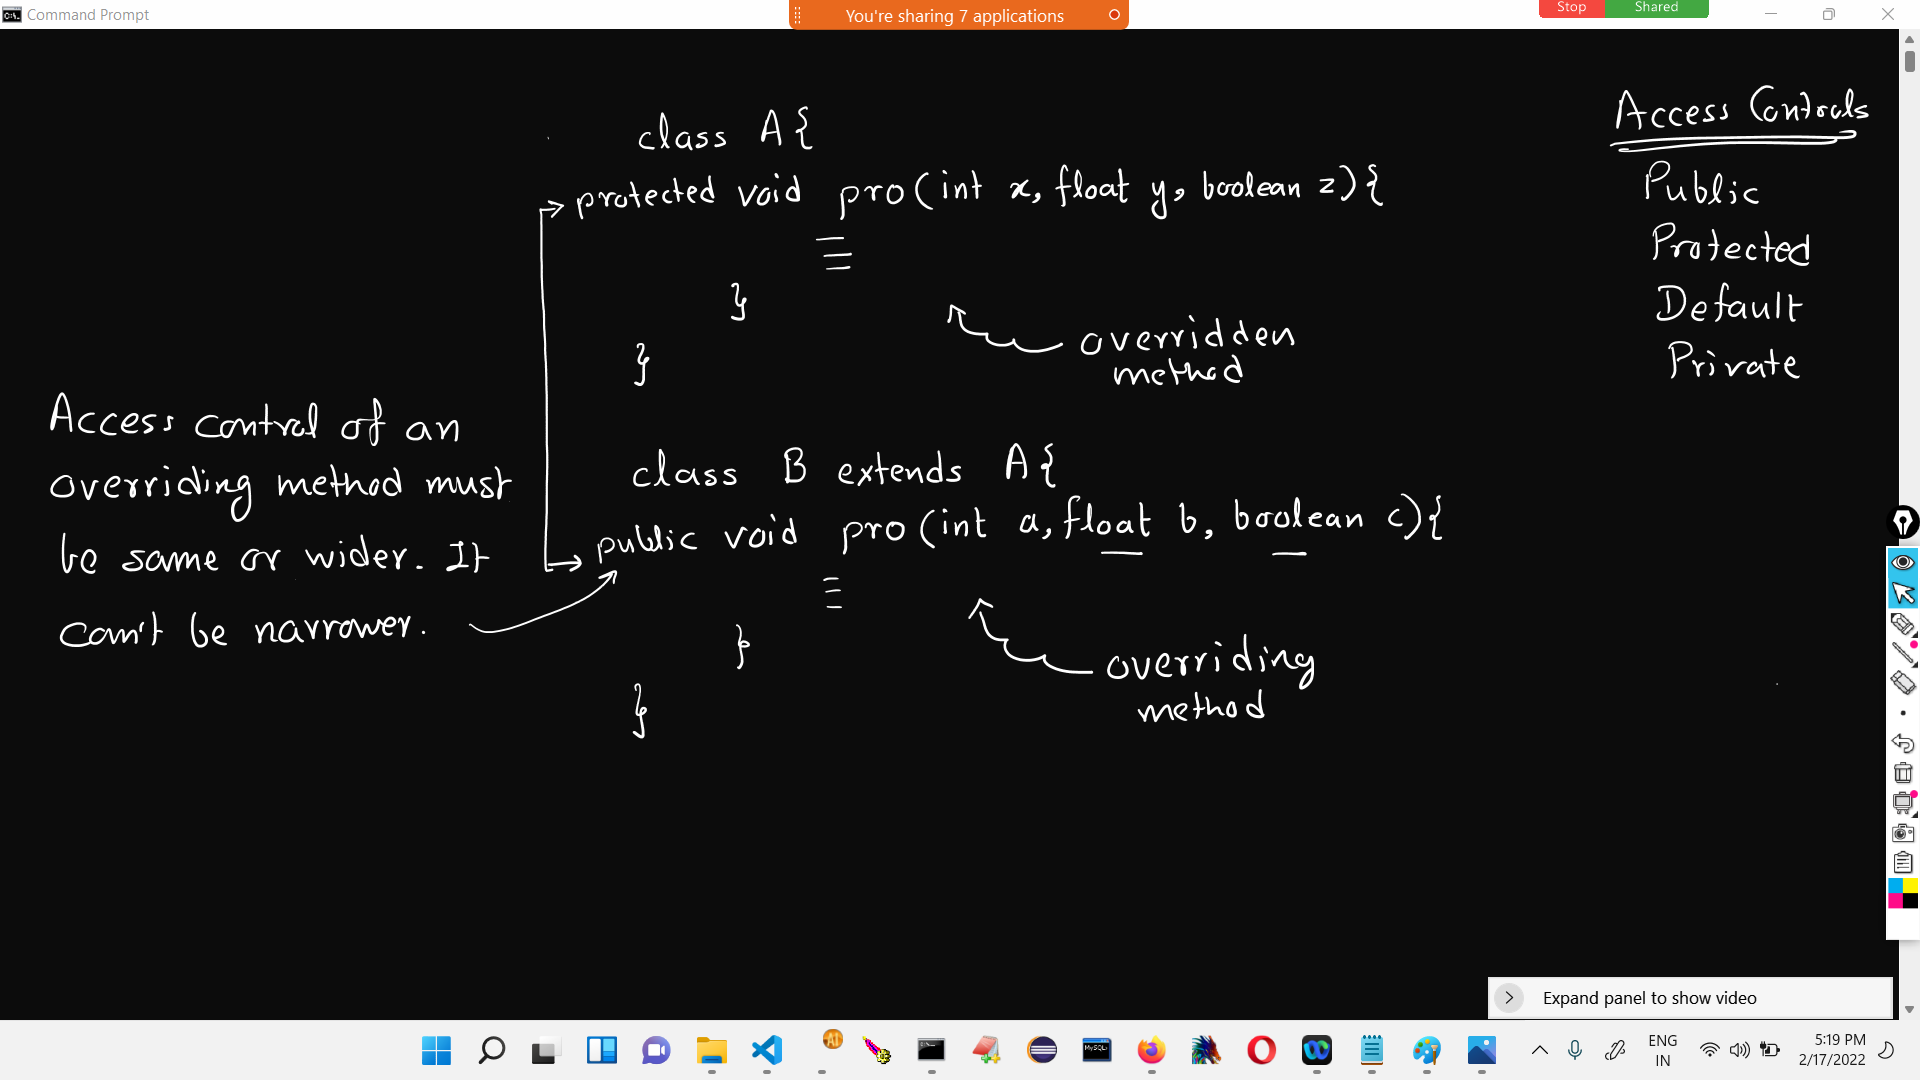 Command Prompt
You're sharing 7 applications
Stop
Shared
class A{
protected void pro(int x, float y, boolean z){
}
}
overridden
method
Access Controls
Public
Protected
Default
Private
Access control of an
overriding method must
be same or wider. It
can't be narrower.
class B extends A{
public void pro(int a, float b, boolean c){
}
}
overriding
method
Expand panel to show video
ENG
IN
5:19 PM
2/17/2022